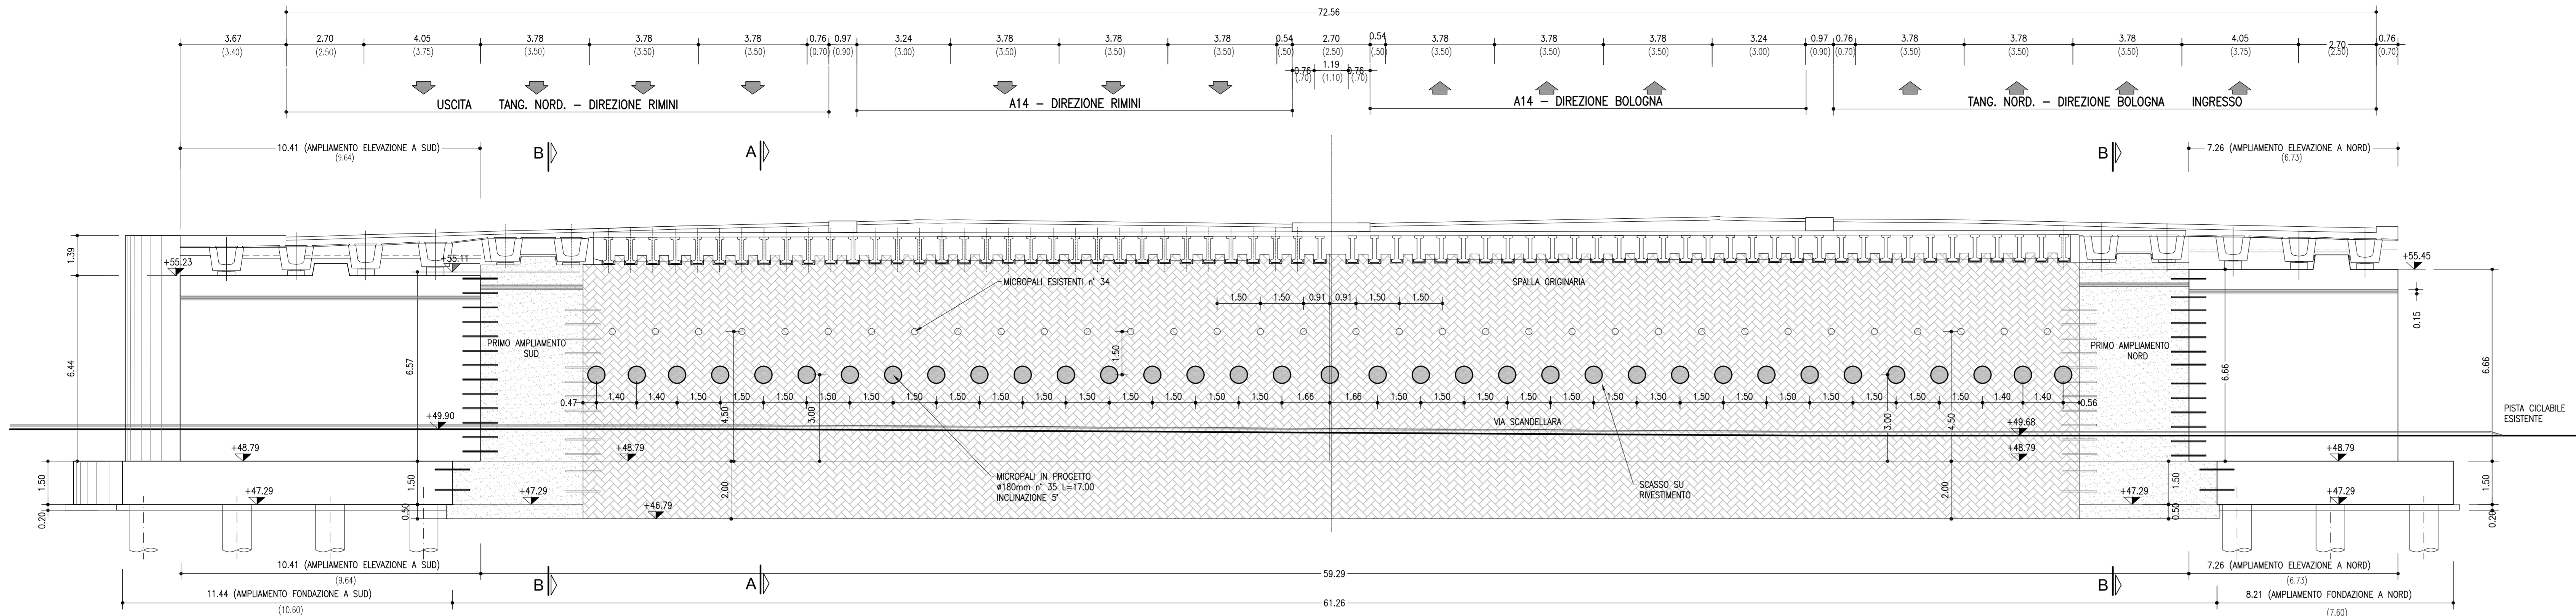 72.56
3.67 2.70 4.05 3.78 3.78 3.78 0.76 0.97 3.24 3.78 3.78 3.78 0.54 2.70 0.54 3.78 3.78 3.78 3.24 0.97 0.76 3.78 3.78 3.78 4.05 2.70 0.76
(3.40) (2.50) (3.75) (3.50) (3.50) (3.50) (0.70) (0.90) (3.00) (3.50) (3.50) (3.50) (.50) (2.50) (.50) (3.50) (3.50) (3.50) (3.00) (0.90) (0.70) (3.50) (3.50) (3.50) (3.75) (2.50) (0.70)
0.76 1.19 0.76
(.70) (1.10) (.70)
USCITA TANG. NORD. – DIREZIONE RIMINI
A14 – DIREZIONE RIMINI
A14 – DIREZIONE BOLOGNA
TANG. NORD. – DIREZIONE BOLOGNA INGRESSO
10.41 (AMPLIAMENTO ELEVAZIONE A SUD)
(9.64)
B
A
B
7.26 (AMPLIAMENTO ELEVAZIONE A NORD)
(6.73)
1.39
+55.23
+55.11
+55.45
MICROPALI ESISTENTI n° 34
SPALLA ORIGINARIA
1.50 1.50 0.91 0.91 1.50 1.50
0.15
PRIMO AMPLIAMENTO
SUD
PRIMO AMPLIAMENTO
NORD
1.50
6.44
6.57
6.66
6.66
0.47 1.40 1.40 1.50 1.50 1.50 1.50 1.50 1.50 1.50 1.50 1.50 1.50 1.50 1.50 1.50 1.66 1.66 1.50 1.50 1.50 1.50 1.50 1.50 1.50 1.50 1.50 1.50 1.50 1.50 1.50 1.40 1.40 0.56
4.50
3.00
3.00
4.50
PISTA CICLABILE
ESISTENTE
+49.90
VIA SCANDELLARA
+49.68
+48.79
+48.79
+48.79
+48.79
MICROPALI IN PROGETTO
ø180mm n° 35 L=17.00
INCLINAZIONE 5°
SCASSO SU
RIVESTIMENTO
1.50
1.50
2.00
2.00
1.50
1.50
+47.29
+47.29
+47.29
+47.29
0.20
0.50
+46.79
0.50
0.20
10.41 (AMPLIAMENTO ELEVAZIONE A SUD)
(9.64)
B
A
59.29
B
7.26 (AMPLIAMENTO ELEVAZIONE A NORD)
(6.73)
11.44 (AMPLIAMENTO FONDAZIONE A SUD)
(10.60)
61.26
8.21 (AMPLIAMENTO FONDAZIONE A NORD)
(7.60)